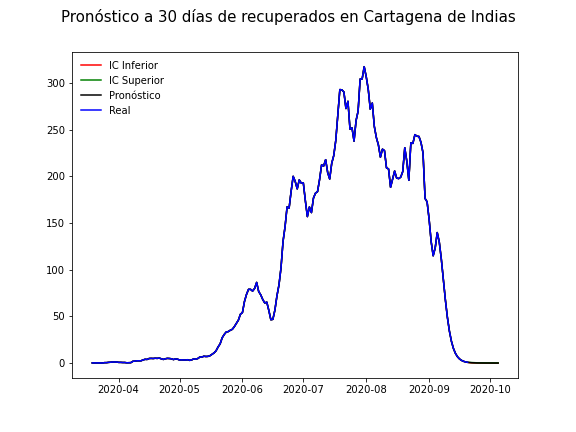 Pronóstico a 30 días de recuperados en Cartagena de Indias
IC Inferior
IC Superior
Pronóstico
Real
300
250
200
150
100
50
0
2020-04 2020-05 2020-06 2020-07 2020-08 2020-09 2020-10